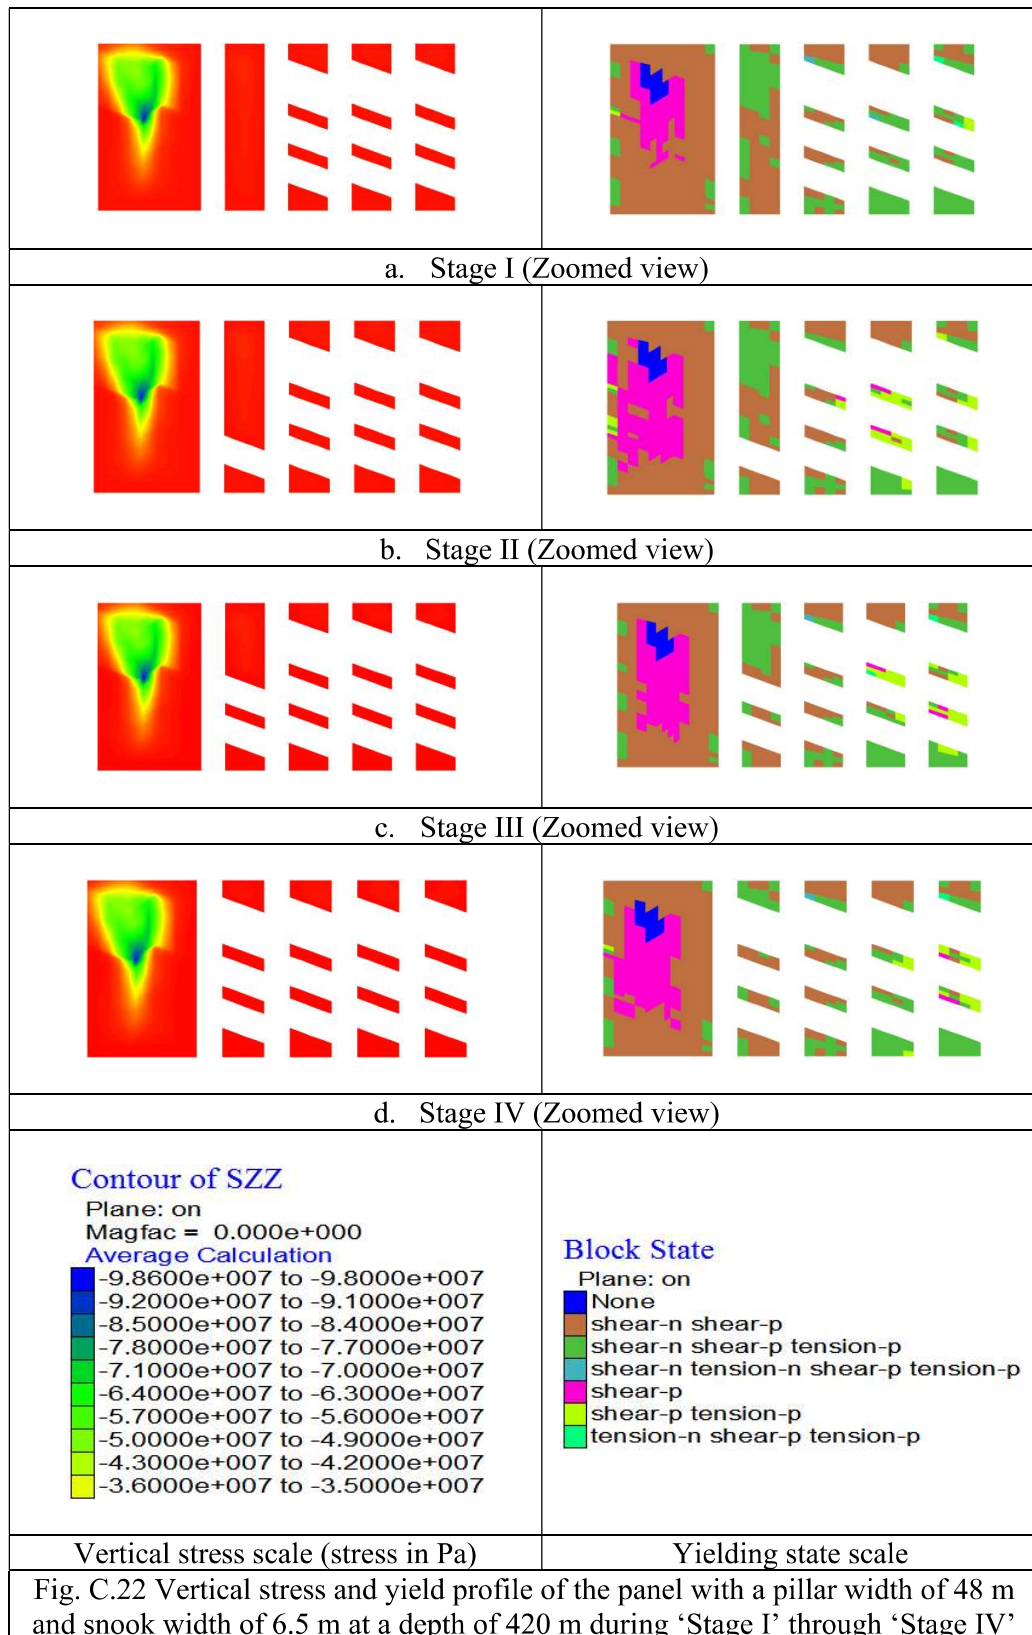 a. Stage I (Zoomed view)
b. Stage II (Zoomed view)
c. Stage III (Zoomed view)
d. Stage IV (Zoomed view)
Contour of SZZ
Plane: on
Magfac = 0.000e+000
Average Calculation
-9.8600e+007 to -9.8000e+007
-9.2000e+007 to -9.1000e+007
-8.5000e+007 to -8.4000e+007
-7.8000e+007 to -7.7000e+007
-7.1000e+007 to -7.0000e+007
-6.4000e+007 to -6.3000e+007
-5.7000e+007 to -5.6000e+007
-5.0000e+007 to -4.9000e+007
-4.3000e+007 to -4.2000e+007
-3.6000e+007 to -3.5000e+007
Block State
Plane: on
None
shear-n shear-p
shear-n shear-p tension-p
shear-n tension-n shear-p tension-p
shear-p
shear-p tension-p
tension-n shear-p tension-p
Vertical stress scale (stress in Pa)
Yielding state scale
Fig. C.22 Vertical stress and yield profile of the panel with a pillar width of 48 m
and snook width of 6.5 m at a depth of 420 m during ‘Stage I’ through ‘Stage IV’